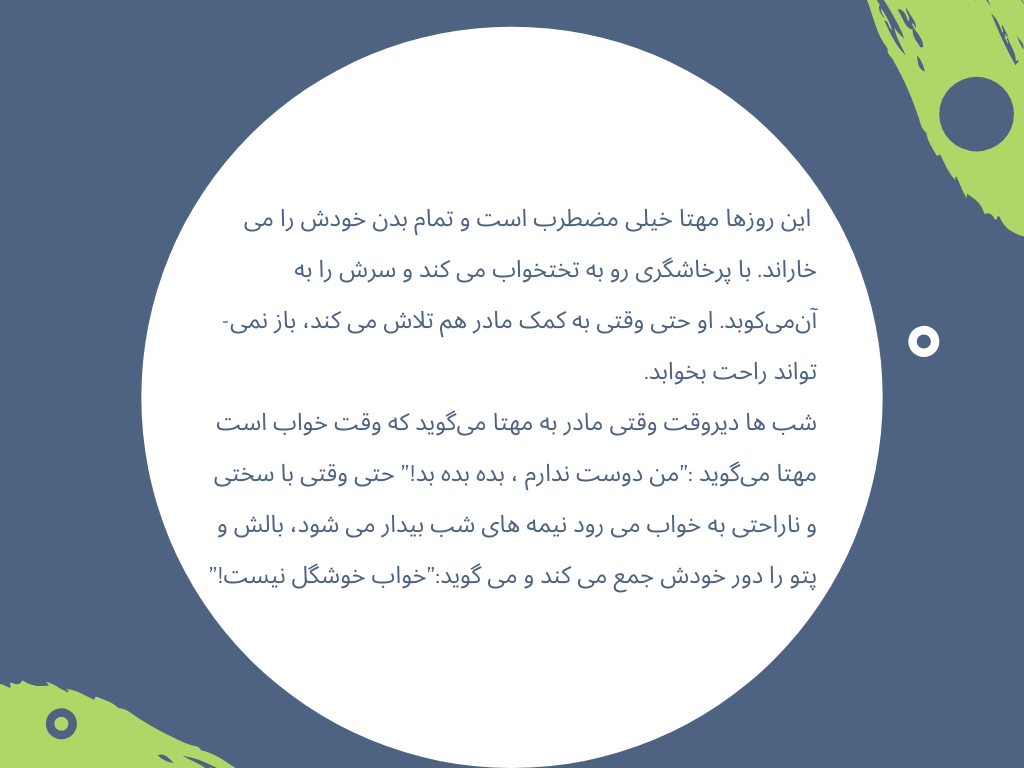 این روزها مهتا خیلی مضطرب است و تمام بدن خودش را می
خاراند. با پرخاشگری رو به تختخواب می کند و سرش را به
آن‌می‌کوبد. او حتی وقتی به کمک مادر هم تلاش می کند، باز نمی-
تواند راحت بخوابد.
شب ها دیروقت وقتی مادر به مهتا می‌گوید که وقت خواب است
مهتا می‌گوید :”من دوست ندارم ، بده بده بد!” حتی وقتی با سختی
و ناراحتی به خواب می رود نیمه های شب بیدار می شود، بالش و
پتو را دور خودش جمع می کند و می گوید:”خواب خوشگل نیست!”